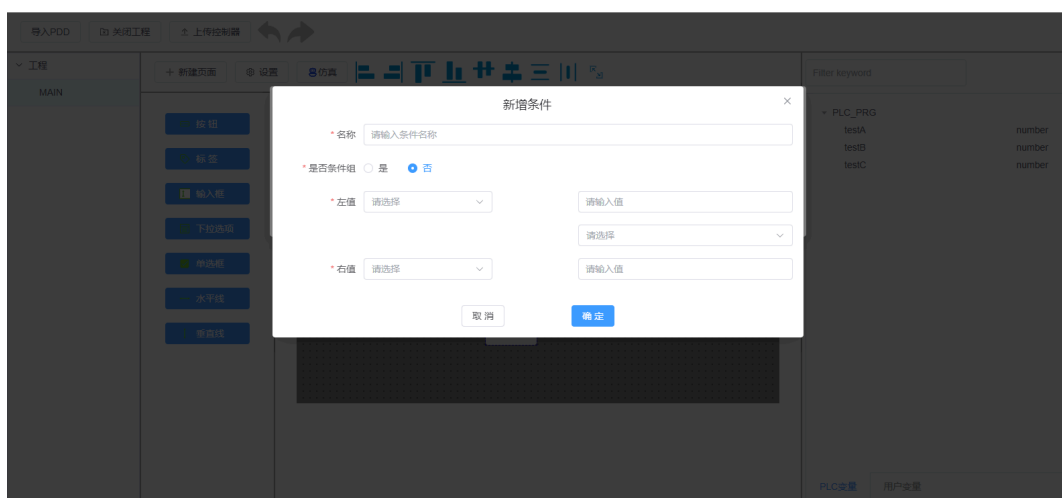 导入PDD 关闭工程 上传控制器
工程
MAIN
+ 新建页面 设置 仿真
按钮
标签
输入框
下拉选项
单选框
水平线
垂直线
新增条件
* 名称 请输入条件名称
* 是否条件组 是 否
* 左值 请选择 请输入值
请选择
* 右值 请选择 请输入值
取消 确定
Filter keyword
PLC_PRG
testA number
testB number
testC number
PLC变量 用户变量